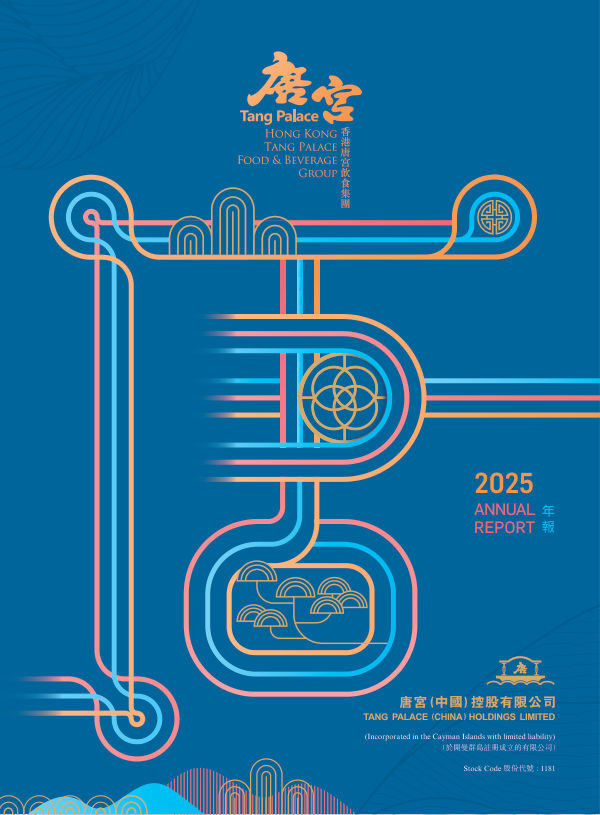 唐宮
Tang Palace
HONG KONG
TANG PALACE
FOOD & BEVERAGE
GROUP
香港唐宮飲食集團
2025
ANNUAL 年
REPORT 報
唐
唐宮(中國)控股有限公司
TANG PALACE (CHINA) HOLDINGS LIMITED
(Incorporated in the Cayman Islands with limited liability)
(於開曼群島註冊成立的有限公司)
Stock Code 股份代號 : 1181